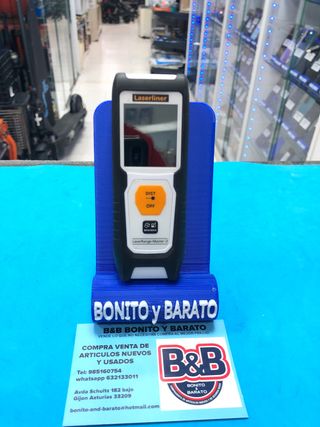 Laserliner
DIST
OFF
LaserRange-Master
BONITO y BARATO
B&B BONITO Y BARATO
COMPRA VENTA DE
ARTICULOS NUEVOS
Y USADOS
Tel: 985160754
whatsapp 632133011
Avda Schultz 182 bajo
Gijon Asturias 33209
bonito-and-barato@hotmail.com
B&B
BONITO
y
BARATO